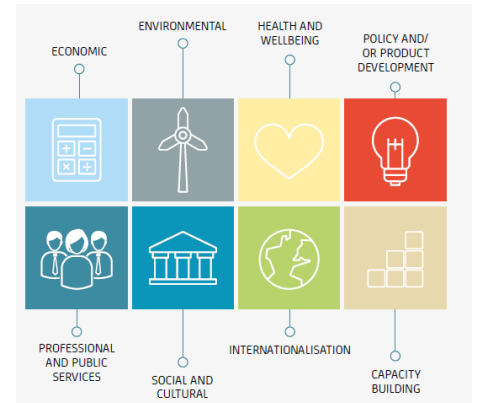 ECONOMIC
ENVIRONMENTAL
HEALTH AND
WELLBEING
POLICY AND/
OR PRODUCT
DEVELOPMENT
PROFESSIONAL
AND PUBLIC
SERVICES
SOCIAL AND
CULTURAL
INTERNATIONALISATION
CAPACITY
BUILDING